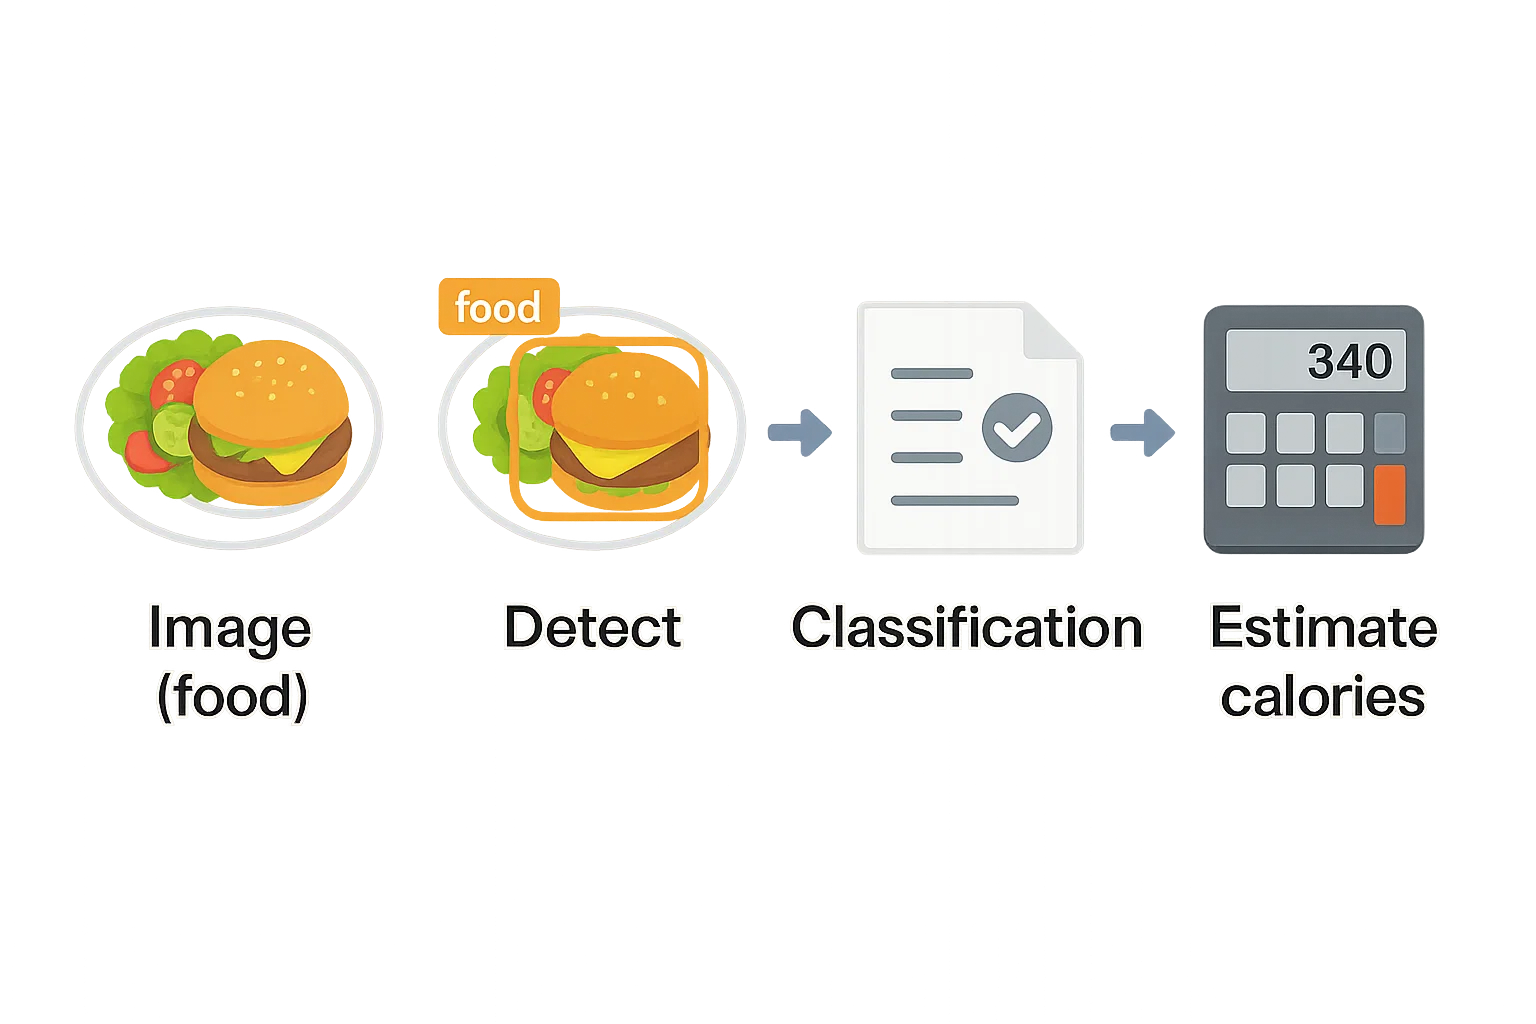 food
340
Image
(food)
Detect
Classification
Estimate
calories